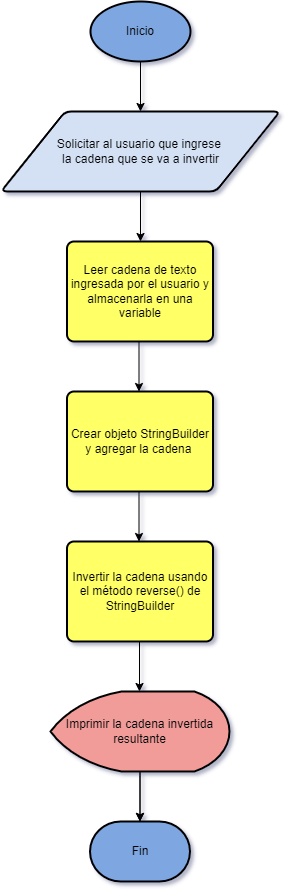 Inicio
Solicitar al usuario que ingrese
la cadena que se va a invertir
Leer cadena de texto
ingresada por el usuario y
almacenarla en una
variable
Crear objeto StringBuilder
y agregar la cadena
Invertir la cadena usando
el método reverse() de
StringBuilder
Imprimir la cadena invertida
resultante
Fin